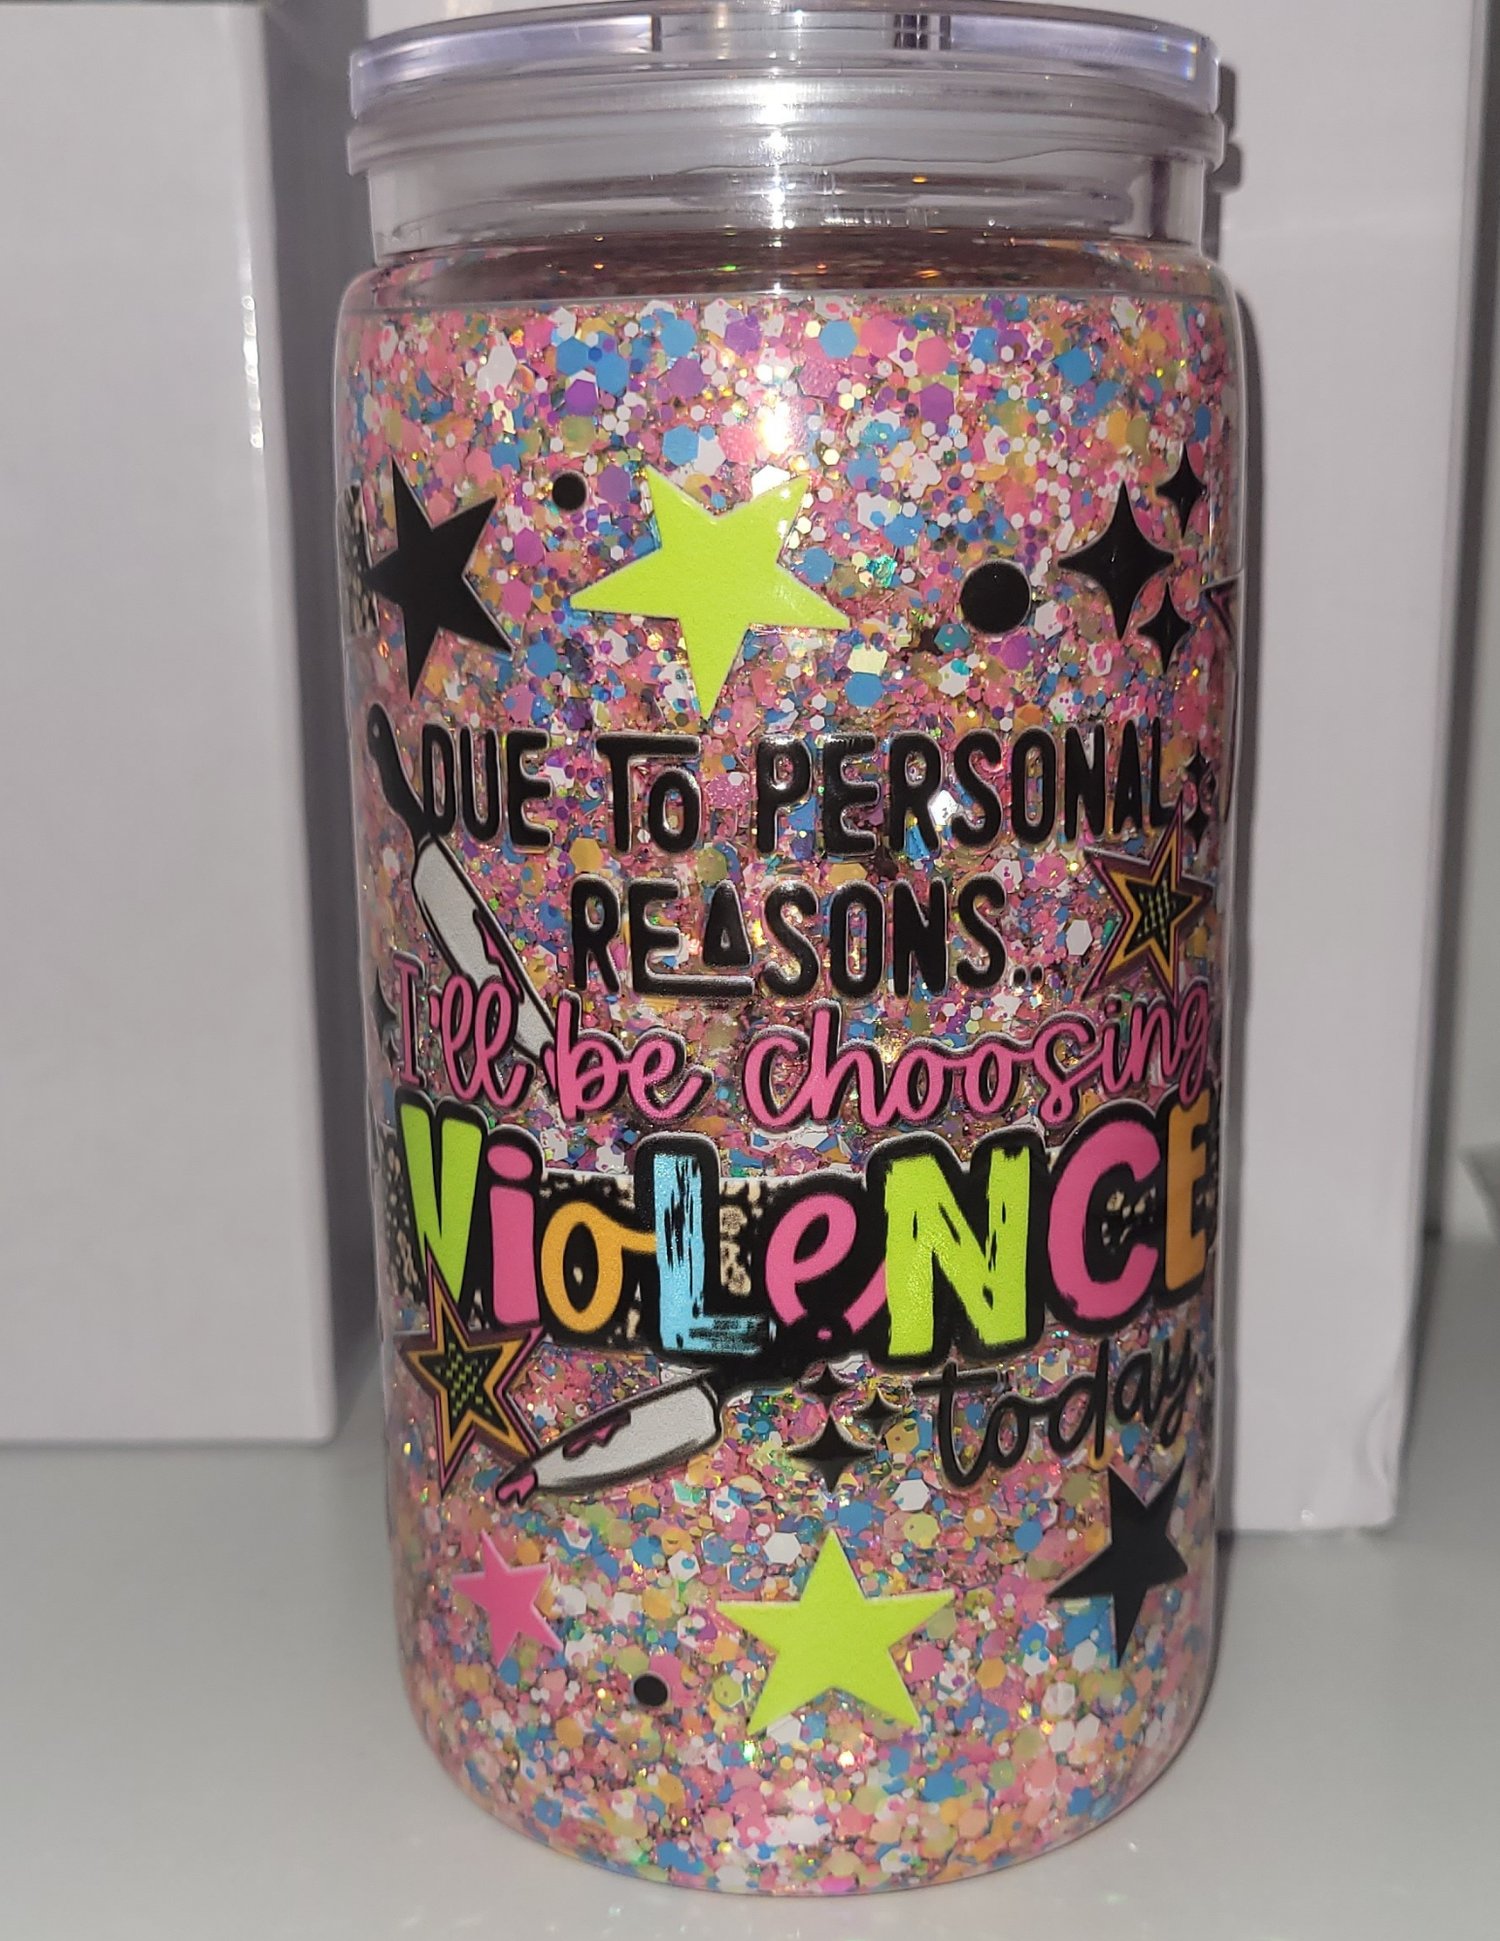 DUE TO PERSONAL
REASONS..
I'll be choosing
ViOLeNCE
today